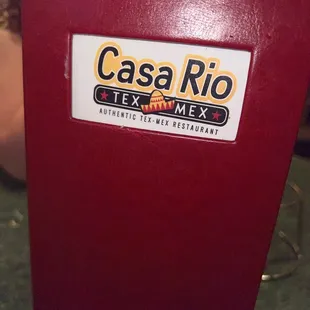 Casa Rio
TEX MEX
AUTHENTIC TEX-MEX RESTAURANT